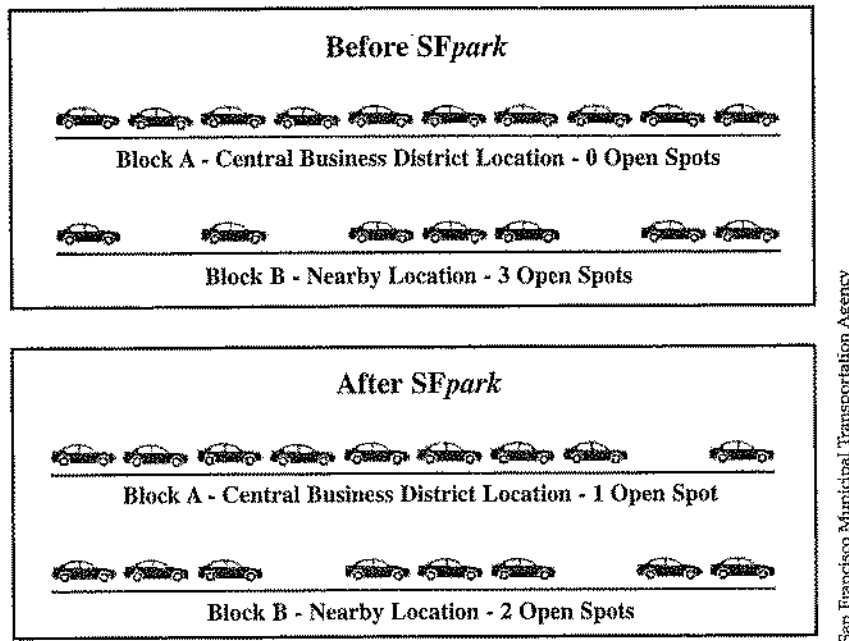 Before SFpark
Block A - Central Business District Location - 0 Open Spots
Block B - Nearby Location - 3 Open Spots
After SFpark
Block A - Central Business District Location - 1 Open Spot
Block B - Nearby Location - 2 Open Spots
San Francisco Municipal Transportation Agency